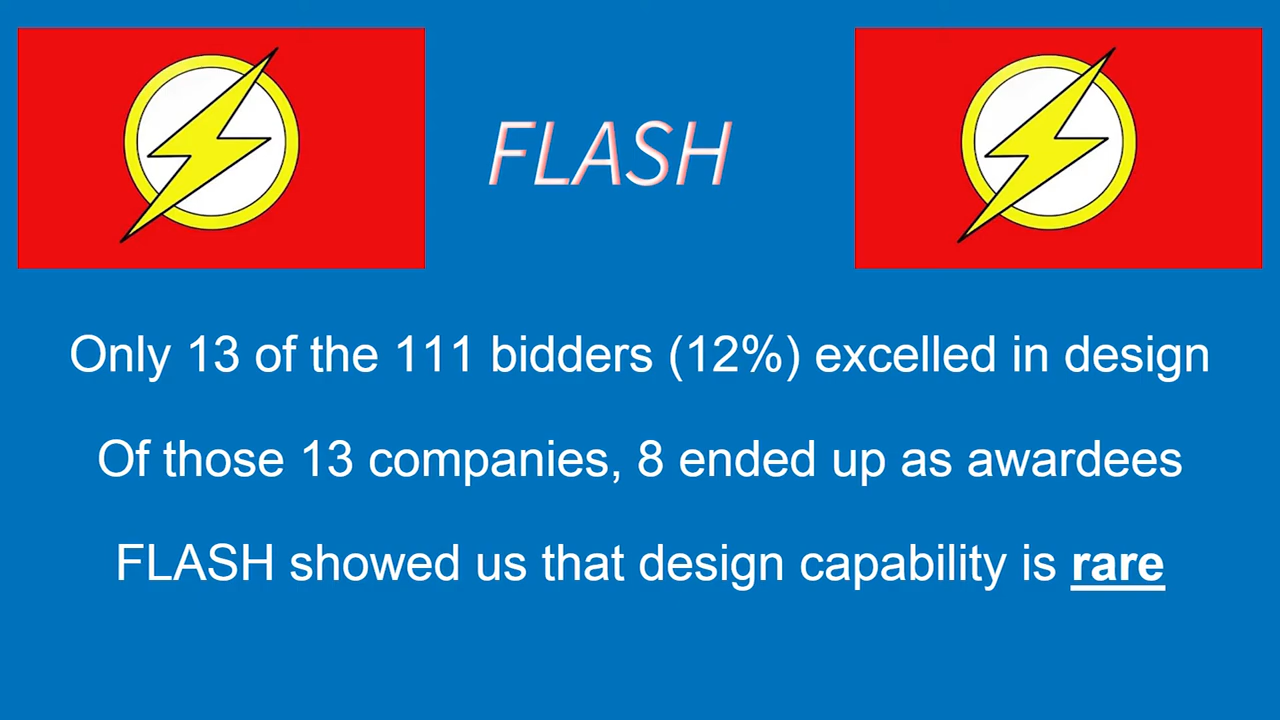 FLASH
Only 13 of the 111 bidders (12%) excelled in design
Of those 13 companies, 8 ended up as awardees
FLASH showed us that design capability is rare